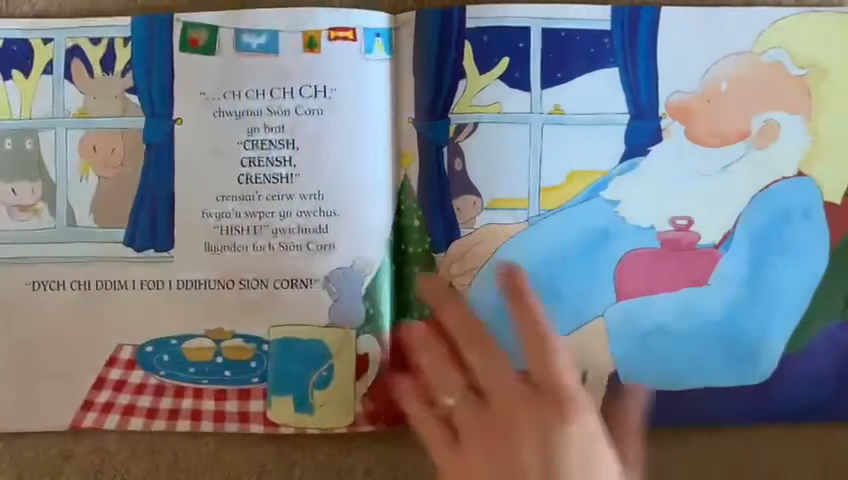 "...CH CH CH CH,"
chwyrnai Siôn Corn
yn braf.
"CRENSH,
CRENSH,
CRENSH!"
crensiai'r ceirw wrth
fwyta'u swper yn awchus.
"HISHT!" gwichiodd
llygoden fach Siôn Corn.
"DYCH CHI DDIM I FOD I DDIHUNO SIÔN CORN!"